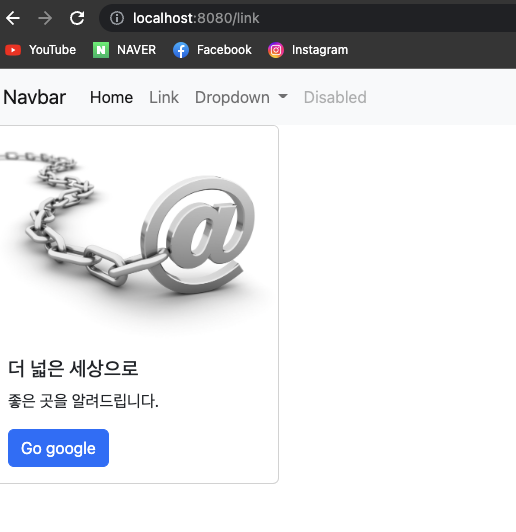 localhost:8080/link
YouTube NAVER Facebook Instagram
Navbar Home Link Dropdown Disabled
@
더 넓은 세상으로
좋은 곳을 알려드립니다.
Go google